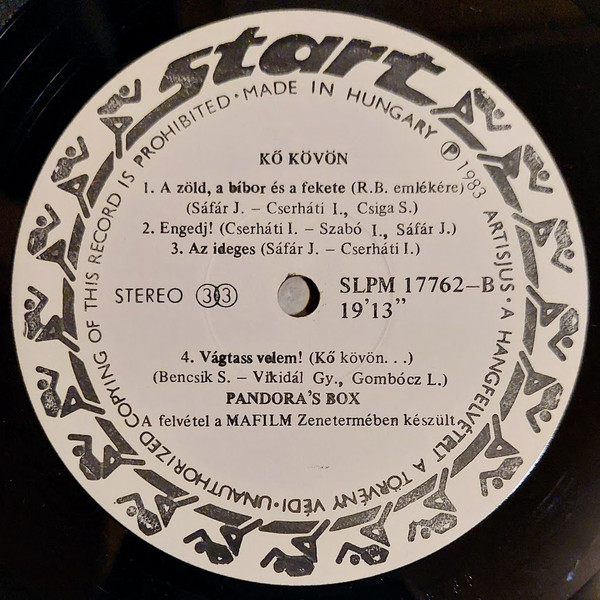 start
UNAUTHORIZED COPYING OF THIS RECORD IS PROHIBITED · MADE IN HUNGARY Ⓟ 1983 ARTISJUS · A HANGFELVÉTELT A TÖRVÉNY VÉDI ·
KŐ KÖVÖN
1. A zöld, a bíbor és a fekete (R.B. emlékére)
(Sáfár J. – Cserháti I., Csiga S.)
2. Engedj! (Cserháti I. – Szabó I., Sáfár J.)
3. Az ideges (Sáfár J. – Cserháti I.)
STEREO 33
SLPM 17762–B
19'13"
4. Vágtass velem! (Kő kövön. . .)
(Bencsik S. – Vikidál Gy., Gombócz L.)
PANDORA'S BOX
A felvétel a MAFILM Zenetermében készült